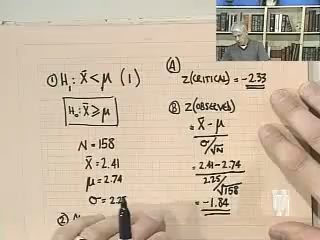 ① H₁: X̄ < μ (1)
H₀: X̄ ≥ μ
N = 158
X̄ = 2.41
μ = 2.74
σ = 2.25
②
Ⓐ
Z(CRITICAL) = -2.33
Ⓑ Z(OBSERVED)
= X̄ - μ
σ/√N
= 2.41 - 2.74
2.25/√158
= -1.84